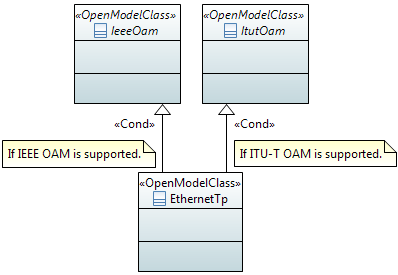 «OpenModelClass»
IeeeOam
«OpenModelClass»
ItutOam
«Cond»
«Cond»
If IEEE OAM is supported.
If ITU-T OAM is supported.
«OpenModelClass»
EthernetTp